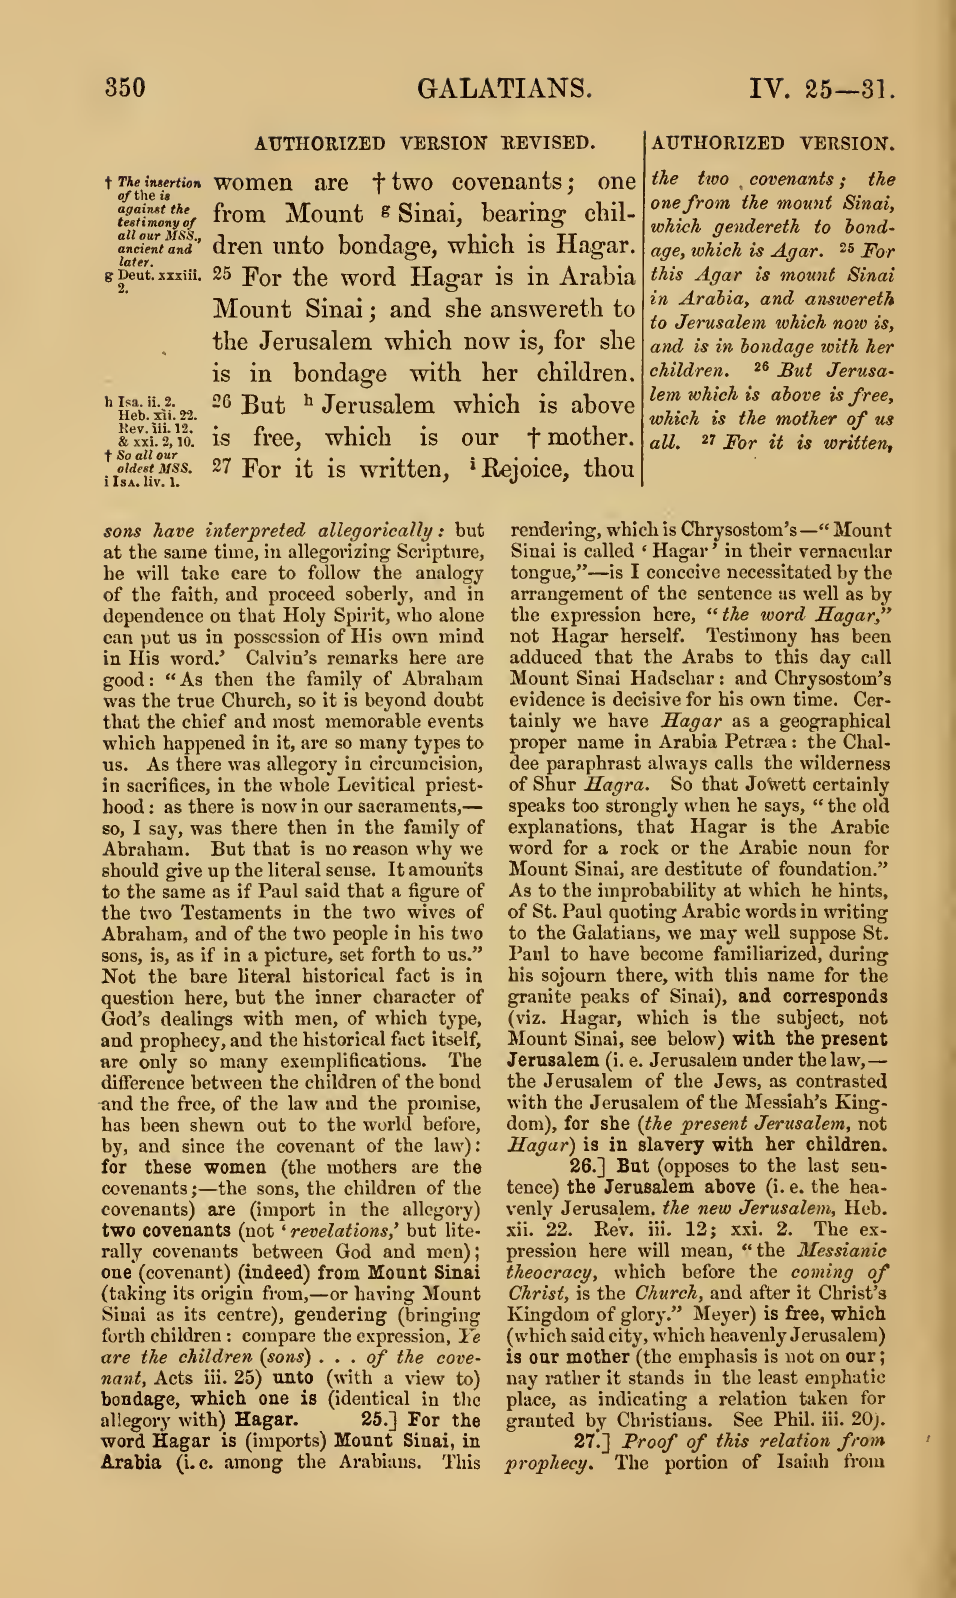 350 GALATIANS. IV. 25—31.
AUTHORIZED VERSION REVISED.
† The insertion
of the is
against the
testimony of
all our MSS.,
ancient and
later.
g Deut. xxxiii.
2.
h Isa. ii. 2.
Heb. xii. 22.
Rev. iii. 12.
& xxi. 2, 10.
† So all our
oldest MSS.
i ISA. liv. 1.
women are † two covenants; one
from Mount g Sinai, bearing chil-
dren unto bondage, which is Hagar.
25 For the word Hagar is in Arabia
Mount Sinai; and she answereth to
the Jerusalem which now is, for she
is in bondage with her children.
26 But h Jerusalem which is above
is free, which is our † mother.
27 For it is written, i Rejoice, thou
AUTHORIZED VERSION.
the two covenants; the
one from the mount Sinai,
which gendereth to bond-
age, which is Agar. 25 For
this Agar is mount Sinai
in Arabia, and answereth
to Jerusalem which now is,
and is in bondage with her
children. 26 But Jerusa-
lem which is above is free,
which is the mother of us
all. 27 For it is written,
sons have interpreted allegorically: but
at the same time, in allegorizing Scripture,
he will take care to follow the analogy
of the faith, and proceed soberly, and in
dependence on that Holy Spirit, who alone
can put us in possession of His own mind
in His word.’ Calvin's remarks here are
good: “As then the family of Abraham
was the true Church, so it is beyond doubt
that the chief and most memorable events
which happened in it, are so many types to
us. As there was allegory in circumcision,
in sacrifices, in the whole Levitical priest-
hood: as there is now in our sacraments,—
so, I say, was there then in the family of
Abraham. But that is no reason why we
should give up the literal sense. It amounts
to the same as if Paul said that a figure of
the two Testaments in the two wives of
Abraham, and of the two people in his two
sons, is, as if in a picture, set forth to us.”
Not the bare literal historical fact is in
question here, but the inner character of
God's dealings with men, of which type,
and prophecy, and the historical fact itself,
are only so many exemplifications. The
difference between the children of the bond
and the free, of the law and the promise,
has been shewn out to the world before,
by, and since the covenant of the law):
for these women (the mothers are the
covenants;—the sons, the children of the
covenants) are (import in the allegory)
two covenants (not ‘revelations,’ but lite-
rally covenants between God and men);
one (covenant) (indeed) from Mount Sinai
(taking its origin from,—or having Mount
Sinai as its centre), gendering (bringing
forth children: compare the expression, Ye
are the children (sons) . . . of the cove-
nant, Acts iii. 25) unto (with a view to)
bondage, which one is (identical in the
allegory with) Hagar. 25.] For the
word Hagar is (imports) Mount Sinai, in
Arabia (i. e. among the Arabians. This
rendering, which is Chrysostom's—“Mount
Sinai is called ‘Hagar’ in their vernacular
tongue,”—is I conceive necessitated by the
arrangement of the sentence as well as by
the expression here, “the word Hagar,”
not Hagar herself. Testimony has been
adduced that the Arabs to this day call
Mount Sinai Hadschar: and Chrysostom's
evidence is decisive for his own time. Cer-
tainly we have Hagar as a geographical
proper name in Arabia Petræa: the Chal-
dee paraphrast always calls the wilderness
of Shur Hagra. So that Jowett certainly
speaks too strongly when he says, “the old
explanations, that Hagar is the Arabic
word for a rock or the Arabic noun for
Mount Sinai, are destitute of foundation.”
As to the improbability at which he hints,
of St. Paul quoting Arabic words in writing
to the Galatians, we may well suppose St.
Paul to have become familiarized, during
his sojourn there, with this name for the
granite peaks of Sinai), and corresponds
(viz. Hagar, which is the subject, not
Mount Sinai, see below) with the present
Jerusalem (i. e. Jerusalem under the law,—
the Jerusalem of the Jews, as contrasted
with the Jerusalem of the Messiah's King-
dom), for she (the present Jerusalem, not
Hagar) is in slavery with her children.
26.] But (opposes to the last sen-
tence) the Jerusalem above (i. e. the hea-
venly Jerusalem, the new Jerusalem, Heb.
xii. 22. Rev. iii. 12; xxi. 2. The ex-
pression here will mean, “the Messianic
theocracy, which before the coming of
Christ, is the Church, and after it Christ's
Kingdom of glory.” Meyer) is free, which
(which said city, which heavenly Jerusalem)
is our mother (the emphasis is not on our;
nay rather it stands in the least emphatic
place, as indicating a relation taken for
granted by Christians. See Phil. iii. 20).
27.] Proof of this relation from
prophecy. The portion of Isaiah from